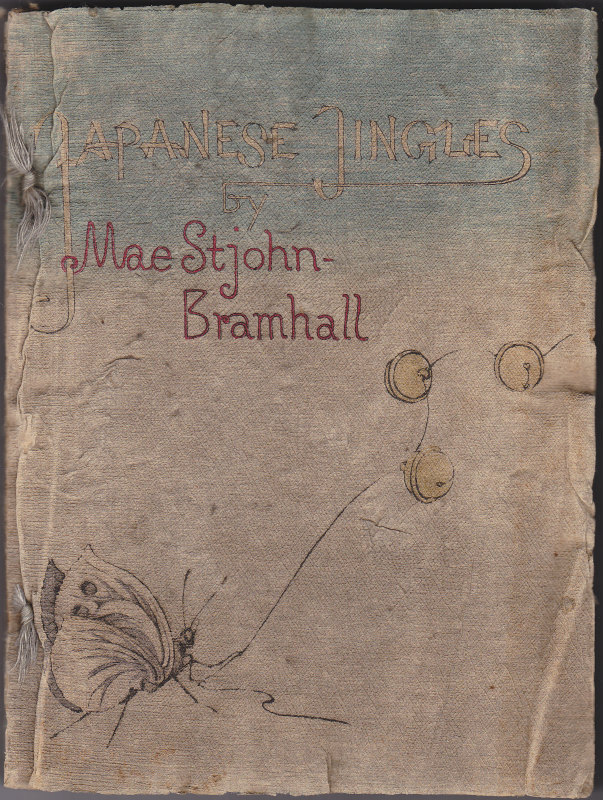 JAPANESE JINGLES
by
Mae Stjohn-
Bramhall